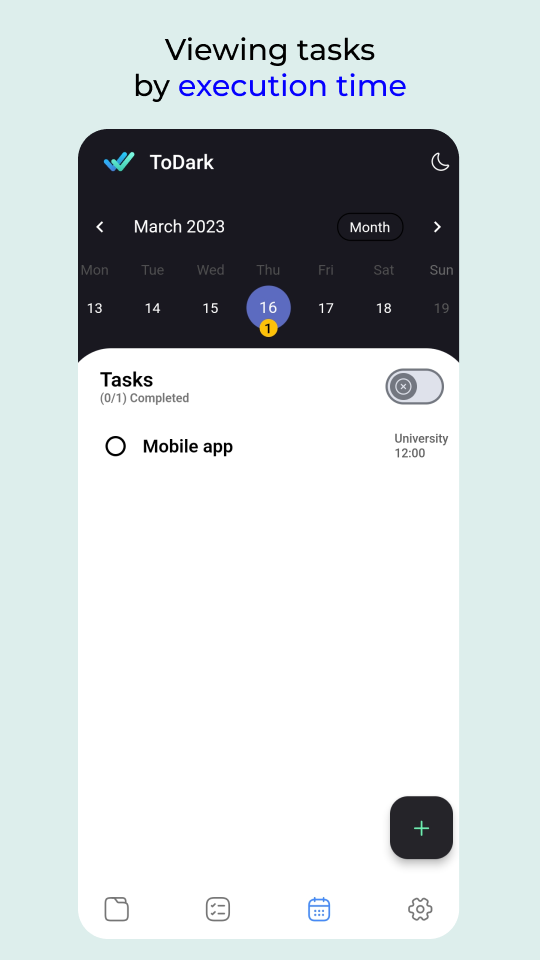 Viewing tasks
by execution time
ToDark
March 2023 Month
Mon Tue Wed Thu Fri Sat Sun
13 14 15 16 17 18 19
1
Tasks
(0/1) Completed
Mobile app
University
12:00